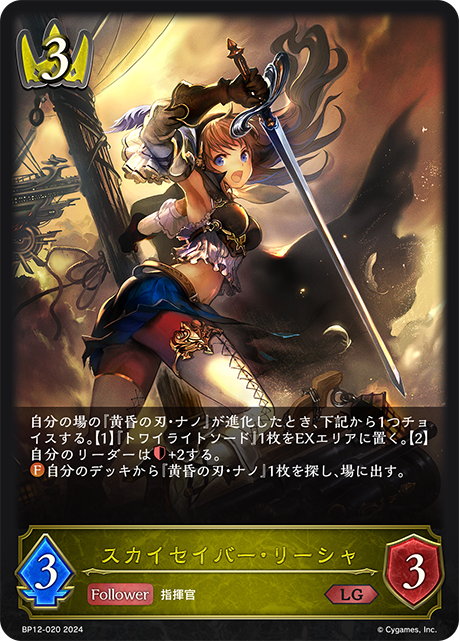 3
自分の場の『黄昏の刃・ナノ』が進化したとき、下記から1つチョ
イスする。【1】『トワイライトソード』1枚をEXエリアに置く。【2】
自分のリーダーは+2する。
F自分のデッキから『黄昏の刃・ナノ』1枚を探し、場に出す。
スカイセイバー・リーシャ
3
Follower 指揮官
LG
3
BP12-020 2024
© Cygames, Inc.